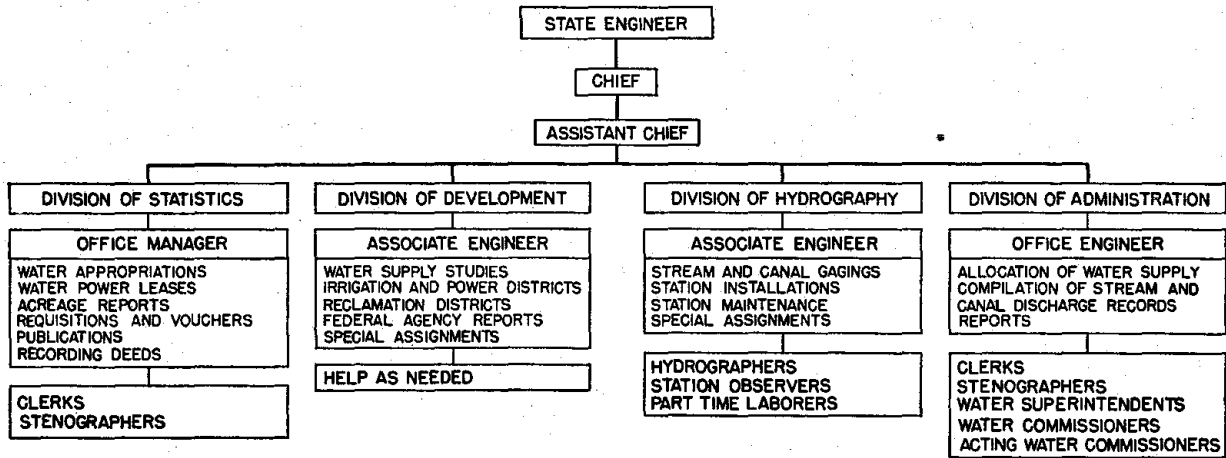 STATE ENGINEER
CHIEF
ASSISTANT CHIEF
DIVISION OF STATISTICS
OFFICE MANAGER
WATER APPROPRIATIONS
WATER POWER LEASES
ACREAGE REPORTS
REQUISITIONS AND VOUCHERS
PUBLICATIONS
RECORDING DEEDS
CLERKS
STENOGRAPHERS
DIVISION OF DEVELOPMENT
ASSOCIATE ENGINEER
WATER SUPPLY STUDIES
IRRIGATION AND POWER DISTRICTS
RECLAMATION DISTRICTS
FEDERAL AGENCY REPORTS
SPECIAL ASSIGNMENTS
HELP AS NEEDED
DIVISION OF HYDROGRAPHY
ASSOCIATE ENGINEER
STREAM AND CANAL GAGINGS
STATION INSTALLATIONS
STATION MAINTENANCE
SPECIAL ASSIGNMENTS
HYDROGRAPHERS
STATION OBSERVERS
PART TIME LABORERS
DIVISION OF ADMINISTRATION
OFFICE ENGINEER
ALLOCATION OF WATER SUPPLY
COMPILATION OF STREAM AND
CANAL DISCHARGE RECORDS
REPORTS
CLERKS
STENOGRAPHERS
WATER SUPERINTENDENTS
WATER COMMISSIONERS
ACTING WATER COMMISSIONERS